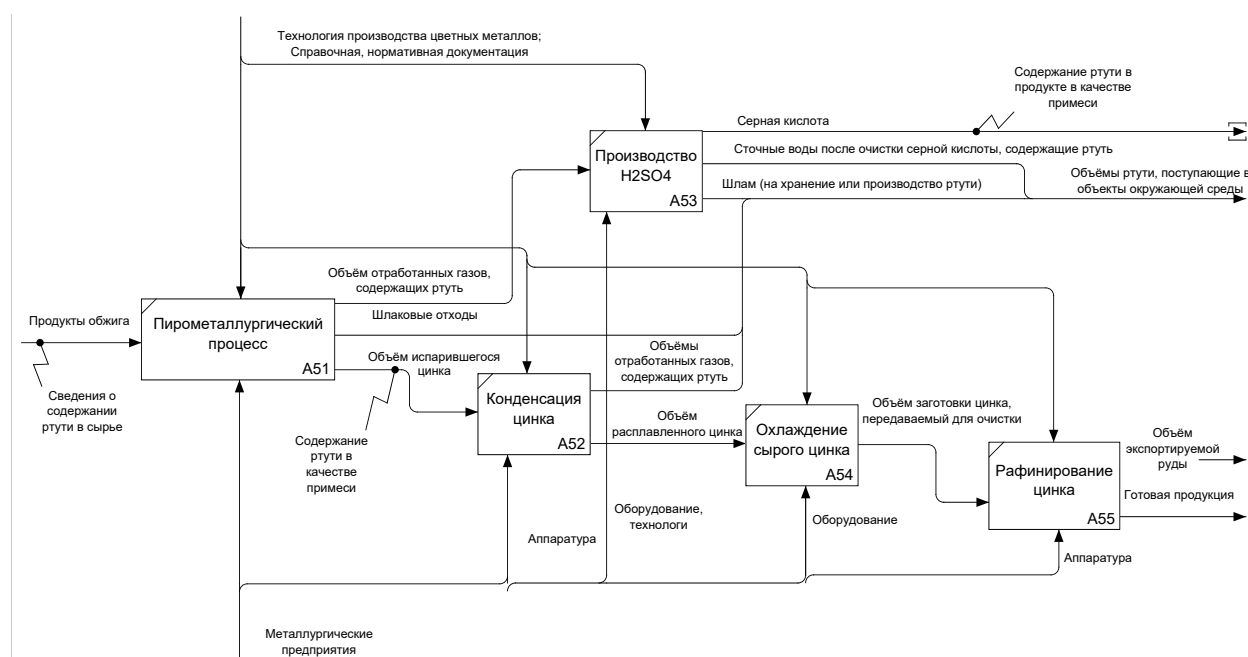 Технология производства цветных металлов;
Справочная, нормативная документация
Содержание ртути в
продукте в качестве
примеси
Серная кислота
Производство
H2SO4
A53
Сточные воды после очистки серной кислоты, содержащие ртуть
Шлам (на хранение или производство ртути)
Объёмы ртути, поступающие в
объекты окружающей среды
Объём отработанных газов,
содержащих ртуть
Продукты обжига
Пирометаллургический
процесс
A51
Шлаковые отходы
Сведения о
содержании
ртути в сырье
Объём испарившегося
цинка
Объёмы
отработанных газов,
содержащих ртуть
Содержание
ртути в
качестве
примеси
Конденсация
цинка
A52
Объём
расплавленного цинка
Охлаждение
сырого цинка
A54
Объём заготовки цинка,
передаваемый для очистки
Рафинирование
цинка
A55
Объём
экспортируемой
руды
Готовая продукция
Аппаратура
Оборудование,
технологи
Оборудование
Аппаратура
Металлургические
предприятия